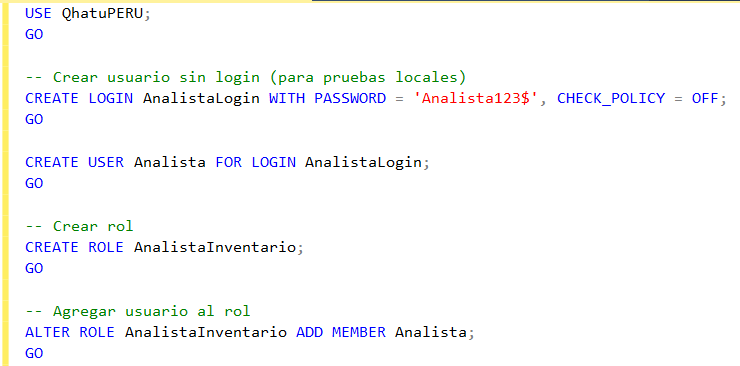 USE QhatuPERU;
GO
-- Crear usuario sin login (para pruebas locales)
CREATE LOGIN AnalistaLogin WITH PASSWORD = 'Analista123$', CHECK_POLICY = OFF;
GO
CREATE USER Analista FOR LOGIN AnalistaLogin;
GO
-- Crear rol
CREATE ROLE AnalistaInventario;
GO
-- Agregar usuario al rol
ALTER ROLE AnalistaInventario ADD MEMBER Analista;
GO